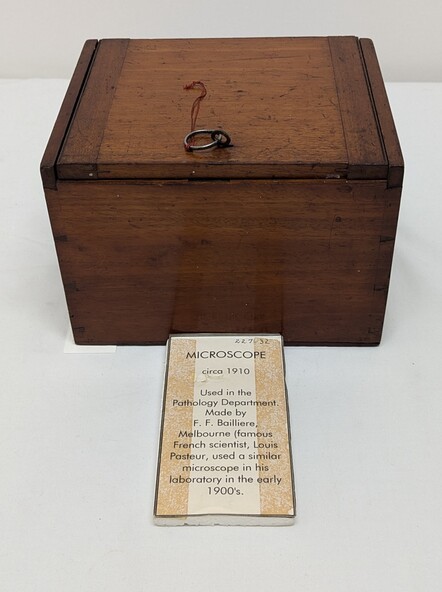 227.32
MICROSCOPE
circa 1910
Used in the
Pathology Department.
Made by
F. F. Bailliere,
Melbourne (famous
French scientist, Louis
Pasteur, used a similar
microscope in his
laboratory in the early
1900's.